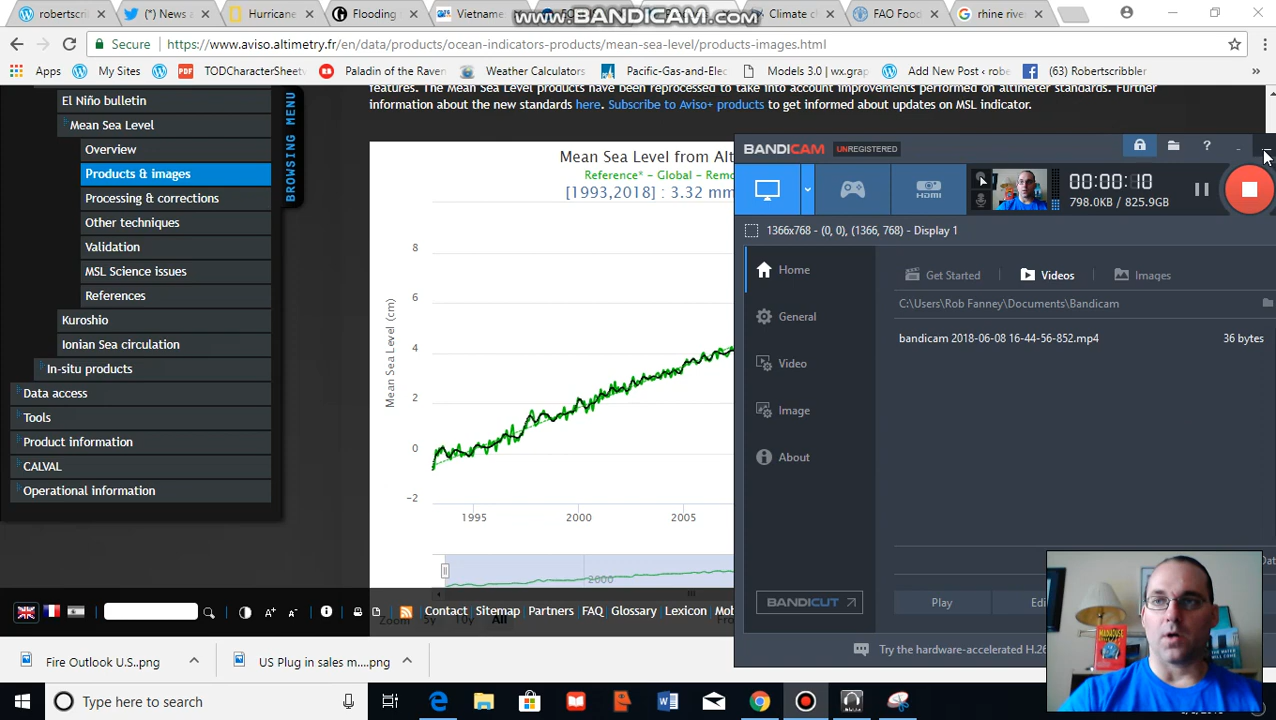 robertscri
(*) News a
Hurricane
Flooding
Vietname
www.BANDICAM.com
Climate cl
FAO Food
rhine rive
Secure
https://www.aviso.altimetry.fr/en/data/products/ocean-indicators-products/mean-sea-level/products-images.html
Apps
My Sites
TODCharacterSheet
Paladin of the Raven
Weather Calculators
Pacific-Gas-and-Elec
Models 3.0 | wx.grap
Add New Post ‹ robe
(63) Robertscribbler
»
El Niño bulletin
Mean Sea Level
Overview
Products & images
Processing & corrections
Other techniques
Validation
MSL Science issues
References
Kuroshio
Ionian Sea circulation
In-situ products
Data access
Tools
Product information
CALVAL
Operational information
BROWSING MENU
features. The Mean Sea Level products have been reprocessed to take into account improvements performed on altimeter standards. Further
information about the new standards here. Subscribe to Aviso+ products to get informed about updates on MSL indicator.
Mean Sea Level from Alt
Reference* - Global - Remo
[1993,2018] : 3.32 mm
Mean Sea Level (cm)
8
6
4
2
0
-2
1995
2000
2005
2000
Zoom
5y
10y
All
BANDICAM
UNREGISTERED
?
HDMI
00:00:10
798.0KB / 825.9GB
1366x768 - (0, 0), (1366, 768) - Display 1
Home
General
Video
Image
About
Get Started
Videos
Images
C:\Users\Rob Fanney\Documents\Bandicam
bandicam 2018-06-08 16-44-56-852.mp4
36 bytes
BANDICUT
Play
Edi
Try the hardware-accelerated H.26
A+
A-
Contact
Sitemap
Partners
FAQ
Glossary
Lexicon
Mob
Fire Outlook U.S..png
US Plug in sales m....png
Type here to search